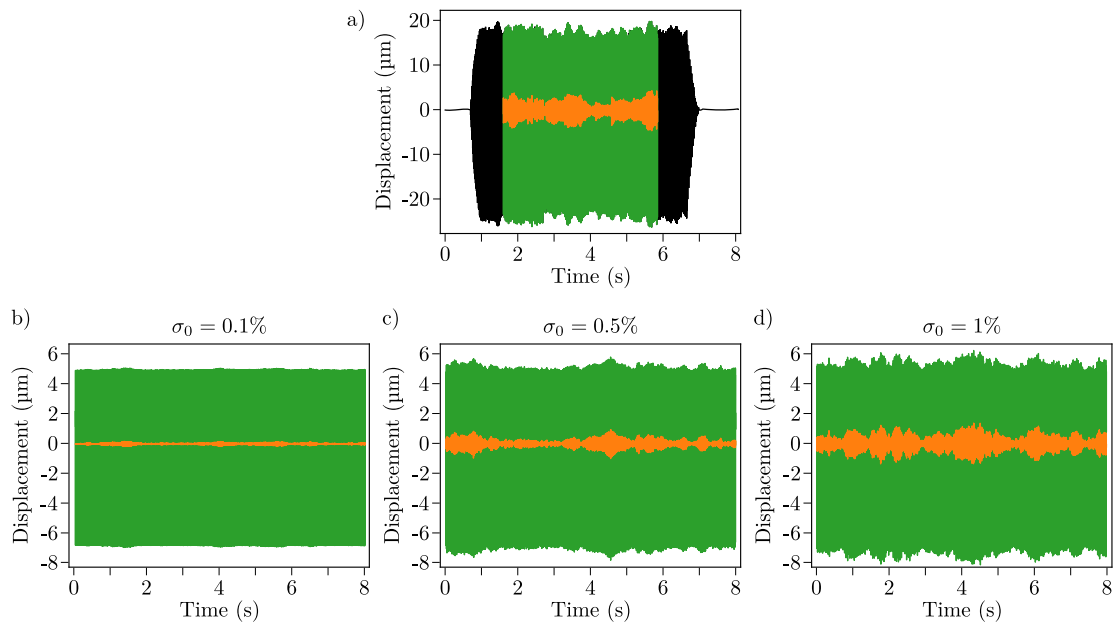 a)
Displacement (µm)
20
10
0
-10
-20
0 2 4 6 8
Time (s)
b)
σ₀ = 0.1%
Displacement (µm)
6
4
2
0
-2
-4
-6
-8
0 2 4 6 8
Time (s)
c)
σ₀ = 0.5%
Displacement (µm)
6
4
2
0
-2
-4
-6
-8
0 2 4 6 8
Time (s)
d)
σ₀ = 1%
Displacement (µm)
6
4
2
0
-2
-4
-6
-8
0 2 4 6 8
Time (s)